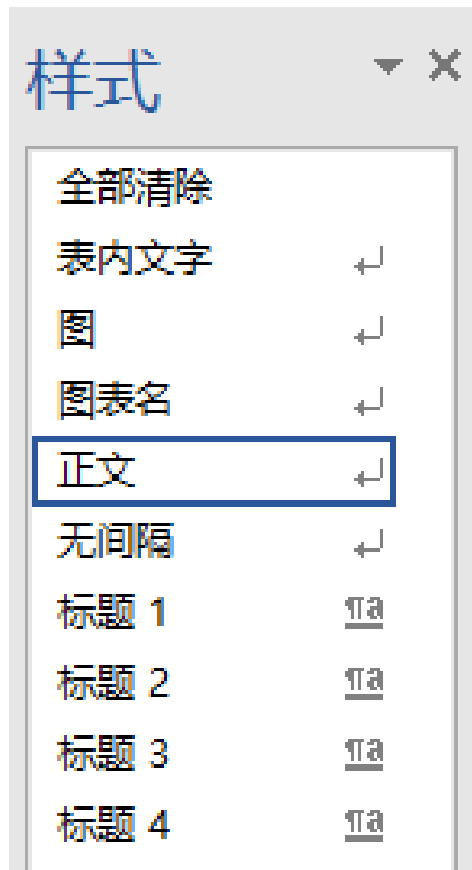 样式
全部清除
表内文字
图
图表名
正文
无间隔
标题 1
标题 2
标题 3
标题 4